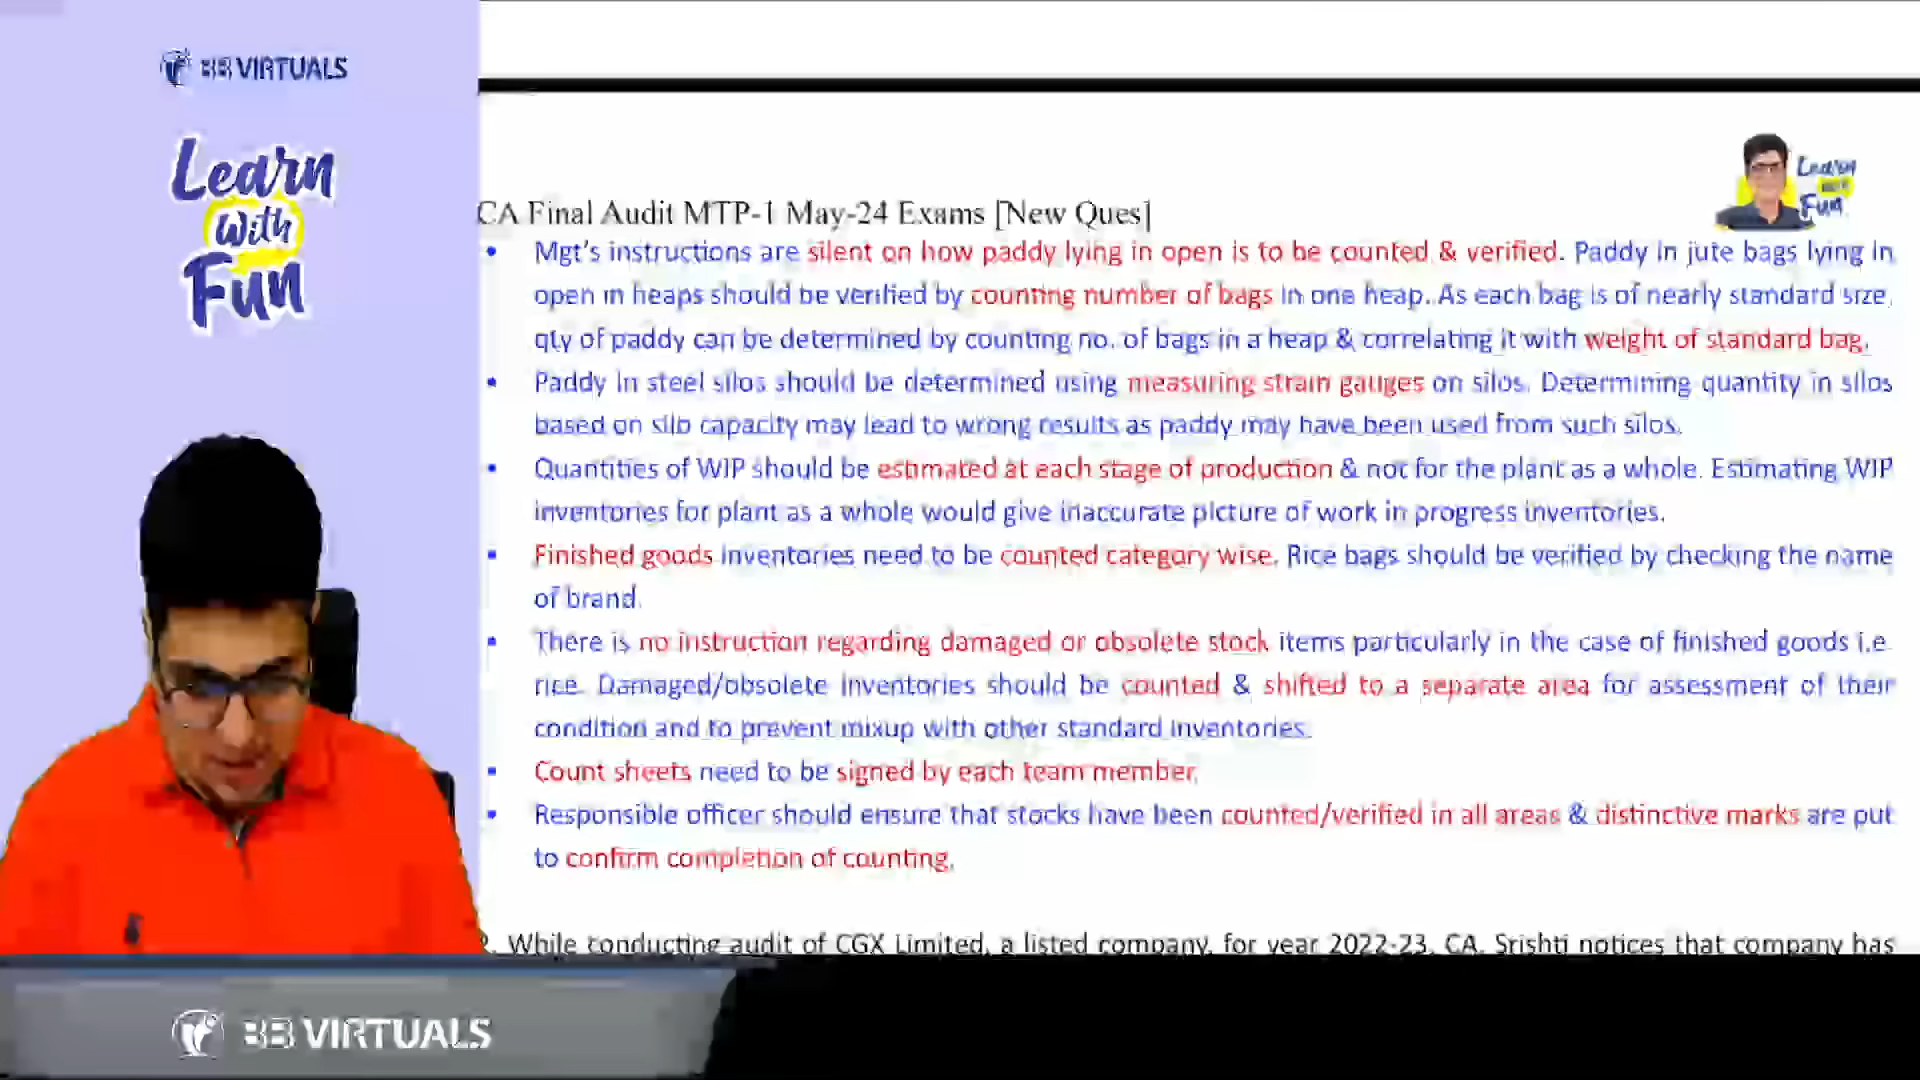 BB VIRTUALS
Learn
With
Fun
Learn
With
Fun
CA Final Audit MTP-1 May-24 Exams [New Ques]
• Mgt's instructions are silent on how paddy lying in open is to be counted & verified. Paddy in jute bags lying in
open in heaps should be verified by counting number of bags in one heap. As each bag is of nearly standard size,
qty of paddy can be determined by counting no. of bags in a heap & correlating it with weight of standard bag.
• Paddy in steel silos should be determined using measuring strain gauges on silos. Determining quantity in silos
based on silo capacity may lead to wrong results as paddy may have been used from such silos.
• Quantities of WIP should be estimated at each stage of production & not for the plant as a whole. Estimating WIP
inventories for plant as a whole would give inaccurate picture of work in progress inventories.
• Finished goods inventories need to be counted category wise. Rice bags should be verified by checking the name
of brand.
• There is no instruction regarding damaged or obsolete stock items particularly in the case of finished goods i.e.
rice. Damaged/obsolete inventories should be counted & shifted to a separate area for assessment of their
condition and to prevent mixup with other standard inventories.
• Count sheets need to be signed by each team member.
• Responsible officer should ensure that stocks have been counted/verified in all areas & distinctive marks are put
to confirm completion of counting.
While conducting audit of CGX Limited, a listed company, for year 2022-23, CA. Srishti notices that company has
BB VIRTUALS